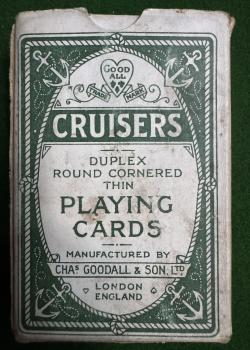 GOOD
ALL
TRADE MARK
CRUISERS
DUPLEX
ROUND CORNERED
THIN
PLAYING
CARDS
MANUFACTURED BY
CHAS GOODALL & SON, LTD
LONDON
ENGLAND